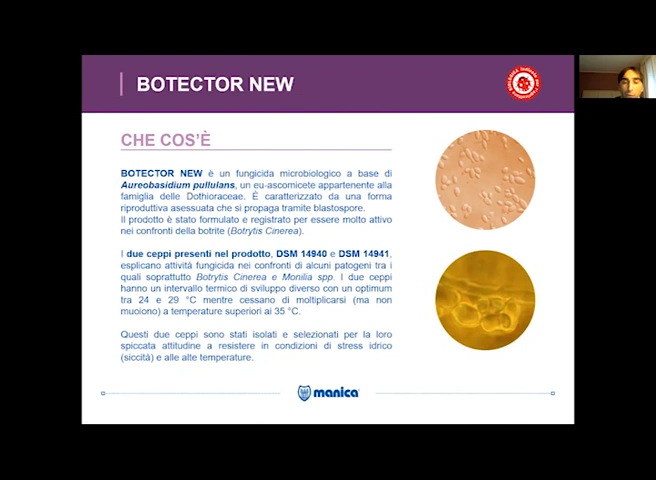 BOTECTOR NEW
CHE COS'È
BOTECTOR NEW è un fungicida microbiologico a base di
Aureobasidium pullulans, un eu-ascomicete appartenente alla
famiglia delle Dothioraceae. È caratterizzato da una forma
riproduttiva asessuata che si propaga tramite blastospore.
Il prodotto è stato formulato e registrato per essere molto attivo
nei confronti della botrite (Botrytis Cinerea).
I due ceppi presenti nel prodotto, DSM 14940 e DSM 14941,
esplicano attività fungicida nei confronti di alcuni patogeni tra i
quali soprattutto Botrytis Cinerea e Monilia spp. I due ceppi
hanno un intervallo termico di sviluppo diverso con un optimum
tra 24 e 29 °C mentre cessano di moltiplicarsi (ma non
muoiono) a temperature superiori ai 35 °C.
Questi due ceppi sono stati isolati e selezionati per la loro
spiccata attitudine a resistere in condizioni di stress idrico
(siccità) e alle alte temperature.
manica